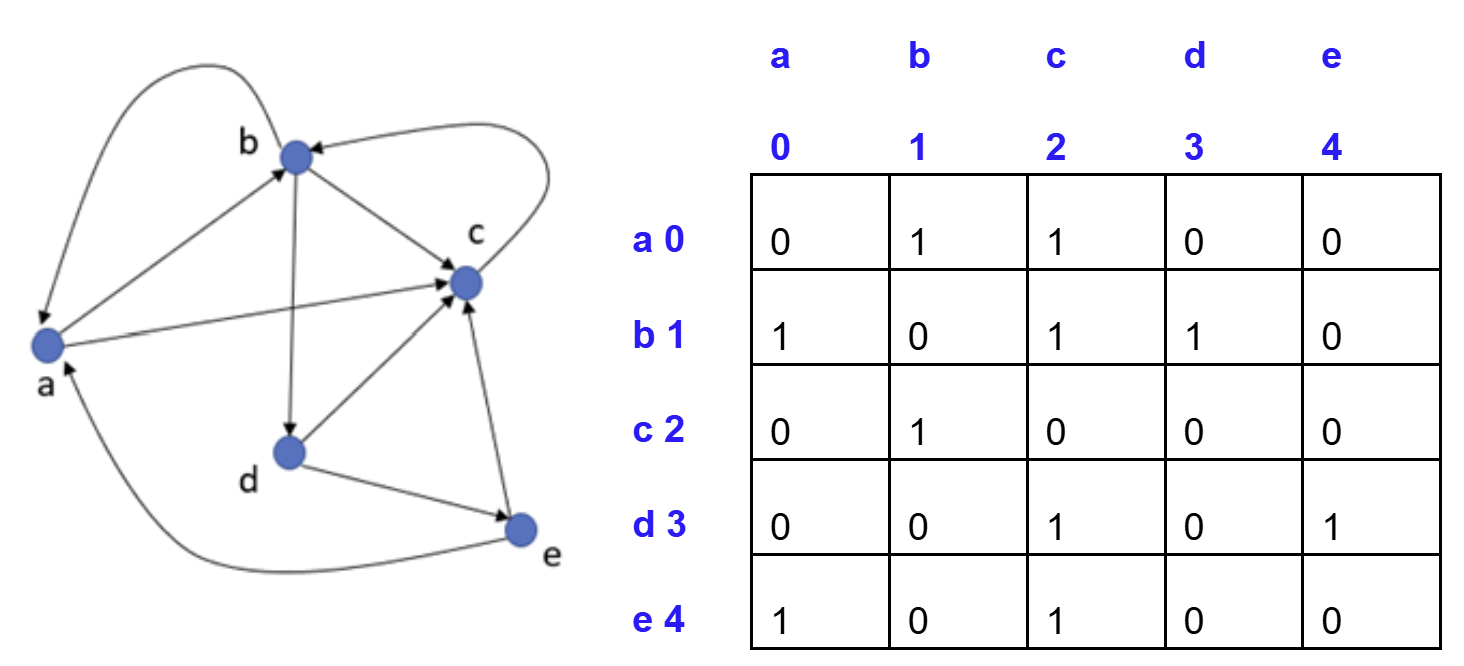 b
c
a
d
e
a b c d e
0 1 2 3 4
a 0 0 1 1 0 0
b 1 1 0 1 1 0
c 2 0 1 0 0 0
d 3 0 0 1 0 1
e 4 1 0 1 0 0